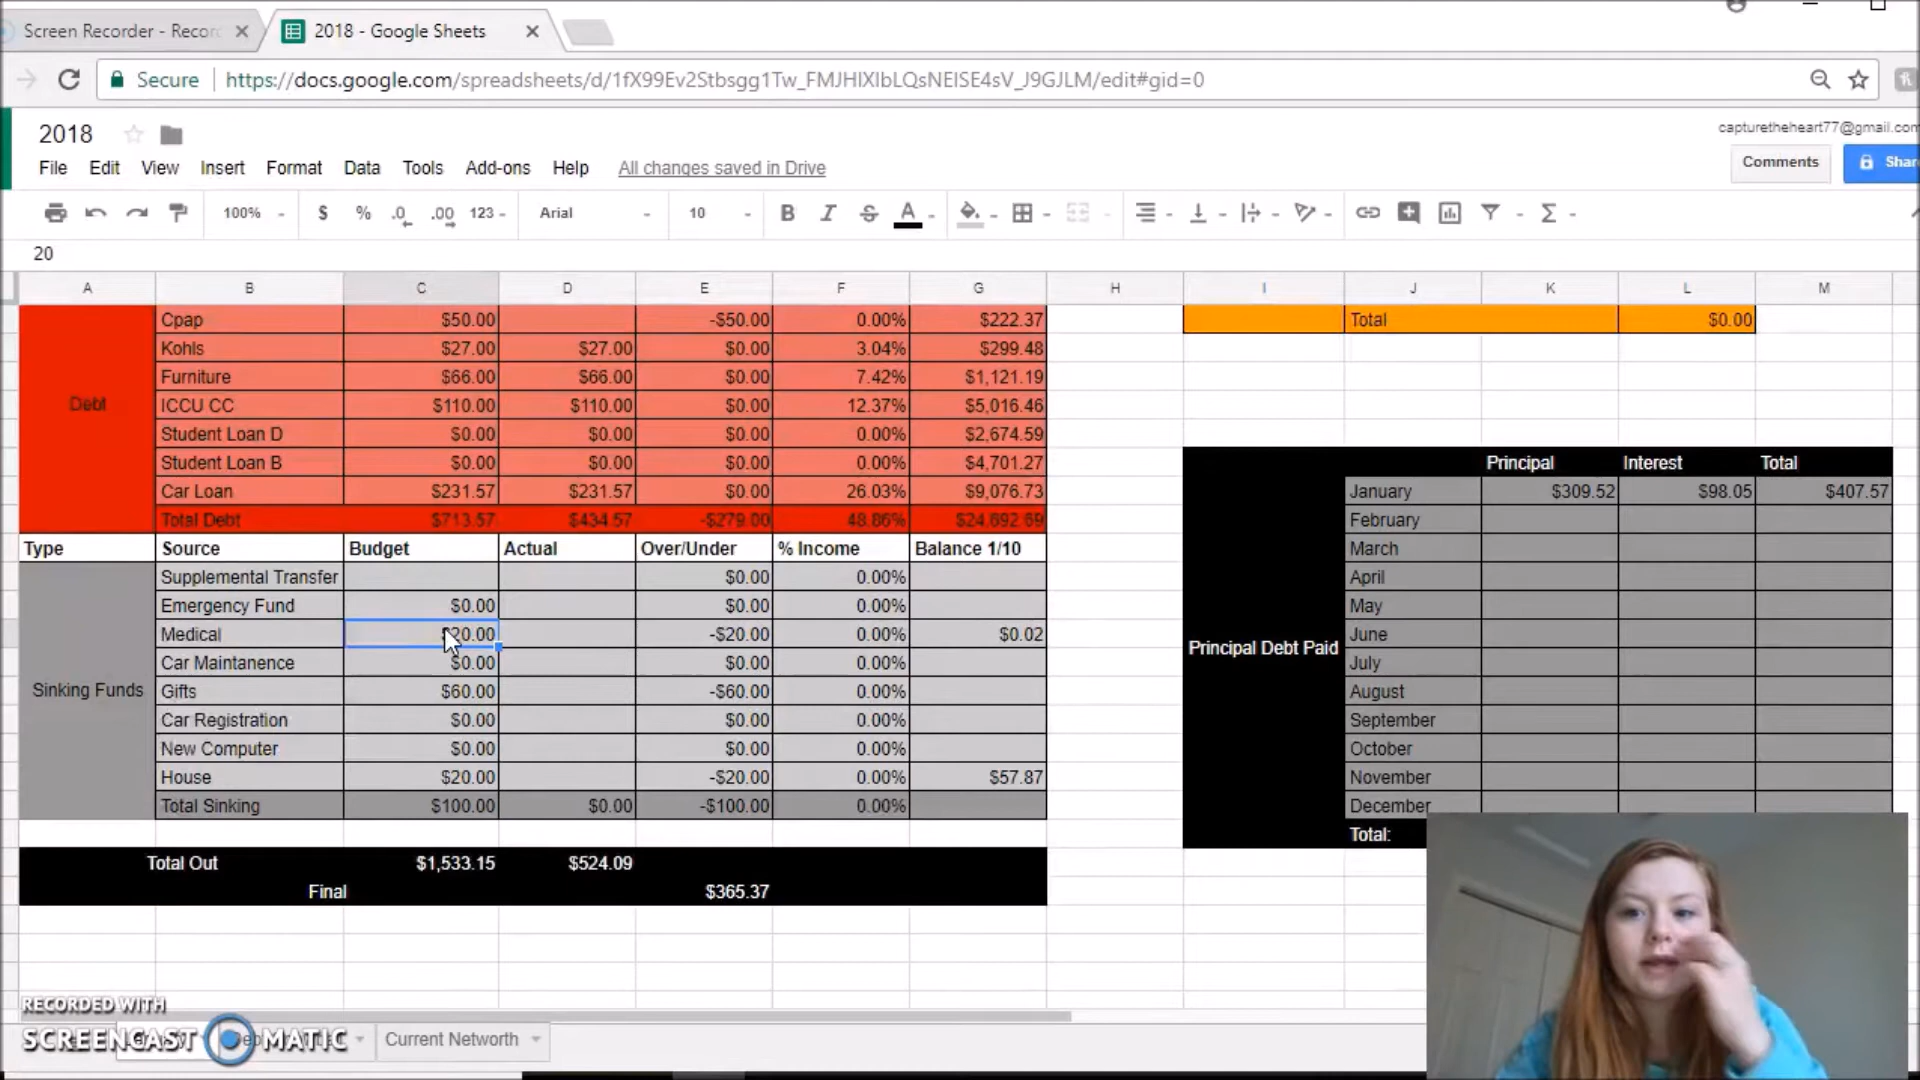 Screen Recorder - Recor
2018 - Google Sheets
Secure https://docs.google.com/spreadsheets/d/1fX99Ev2Stbsgg1Tw_FMJHIXIbLQsNEISE4sV_J9GJLM/edit#gid=0
2018
capturetheheart77@gmail.com
File Edit View Insert Format Data Tools Add-ons Help All changes saved in Drive
Comments Shar
100% $ % .0 .00 123 Arial 10
20
A B C D E F G H I J K L M
Cpap $50.00 -$50.00 0.00% $222.37 Total $0.00
Kohls $27.00 $27.00 $0.00 3.04% $299.48
Furniture $66.00 $66.00 $0.00 7.42% $1,121.19
Debt ICCU CC $110.00 $110.00 $0.00 12.37% $5,016.46
Student Loan D $0.00 $0.00 $0.00 0.00% $2,674.59
Student Loan B $0.00 $0.00 $0.00 0.00% $4,701.27 Principal Interest Total
Car Loan $231.57 $231.57 $0.00 26.03% $9,076.73 January $309.52 $98.05 $407.57
Total Debt $713.57 $434.57 -$279.00 48.86% $24,892.69 February
Type Source Budget Actual Over/Under % Income Balance 1/10 March
Supplemental Transfer $0.00 0.00% April
Emergency Fund $0.00 $0.00 0.00% May
Medical $20.00 -$20.00 0.00% $0.02 June
Principal Debt Paid
Car Maintanence $0.00 $0.00 0.00% July
Sinking Funds Gifts $60.00 -$60.00 0.00% August
Car Registration $0.00 $0.00 0.00% September
New Computer $0.00 $0.00 0.00% October
House $20.00 -$20.00 0.00% $57.87 November
Total Sinking $100.00 $0.00 -$100.00 0.00% December
Total:
Total Out $1,533.15 $524.09
Final $365.37
RECORDED WITH
SCREENCAST MATIC
Current Networth